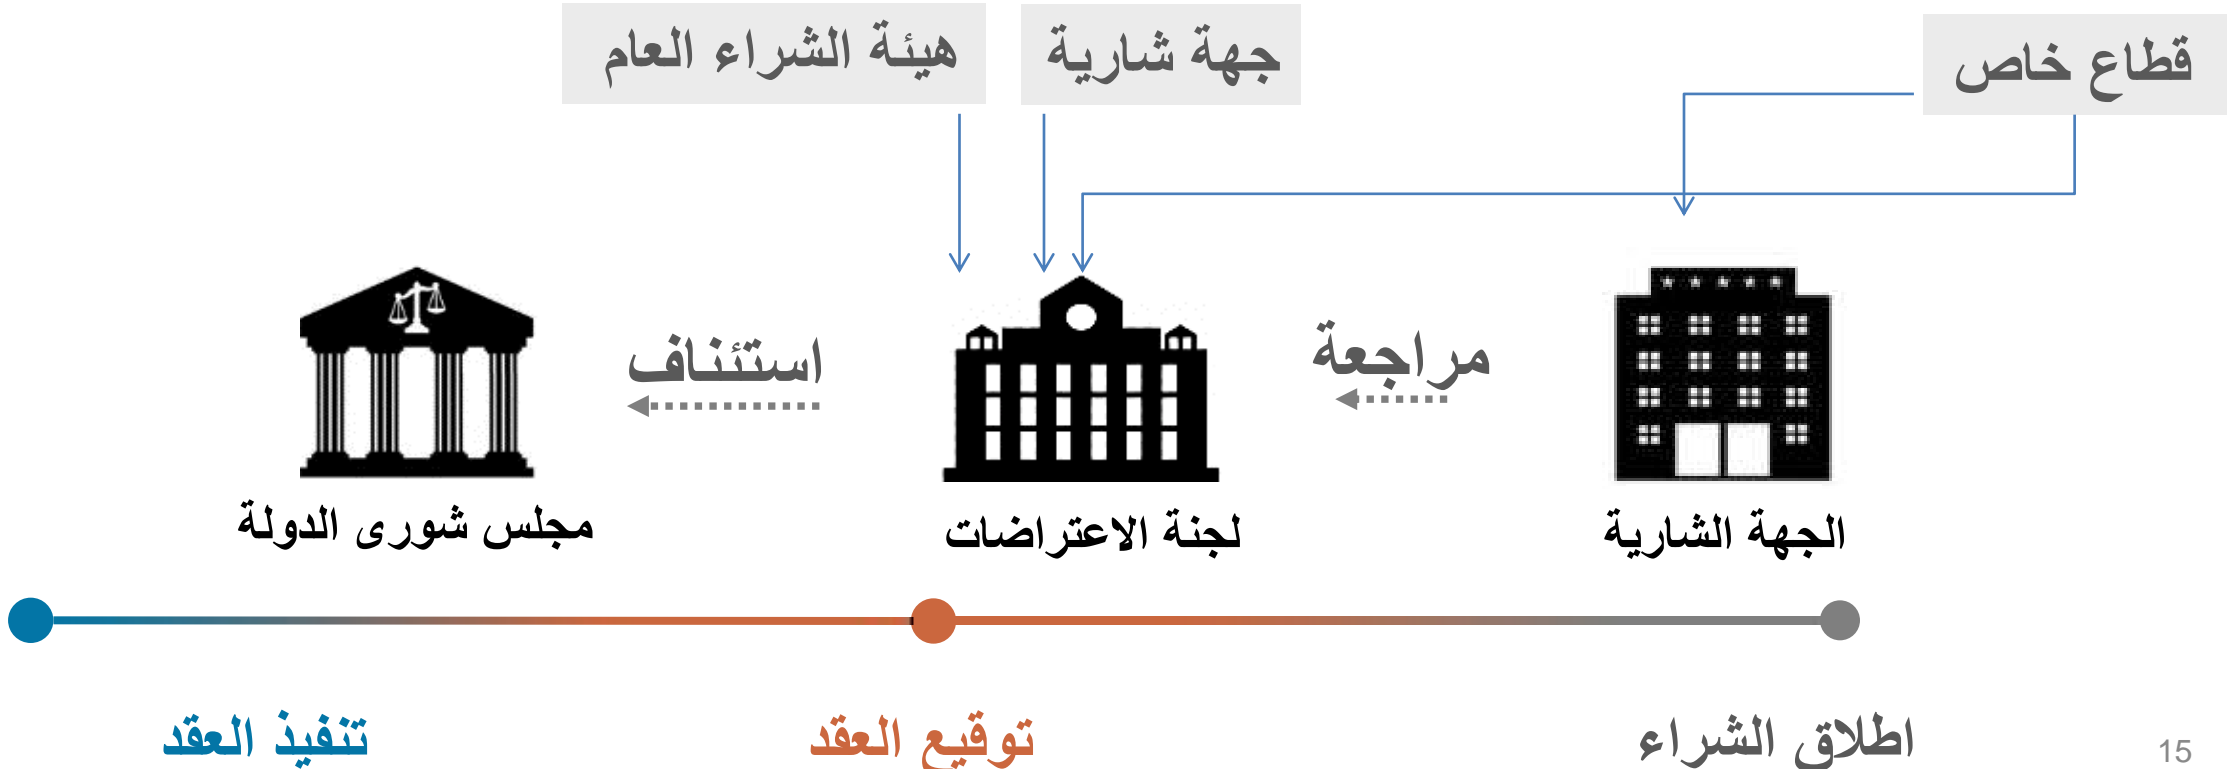 قطاع خاص
جهة شارية
هيئة الشراء العام
مراجعة
استئناف
الجهة الشارية
لجنة الاعتراضات
مجلس شورى الدولة
اطلاق الشراء
توقيع العقد
تنفيذ العقد
15